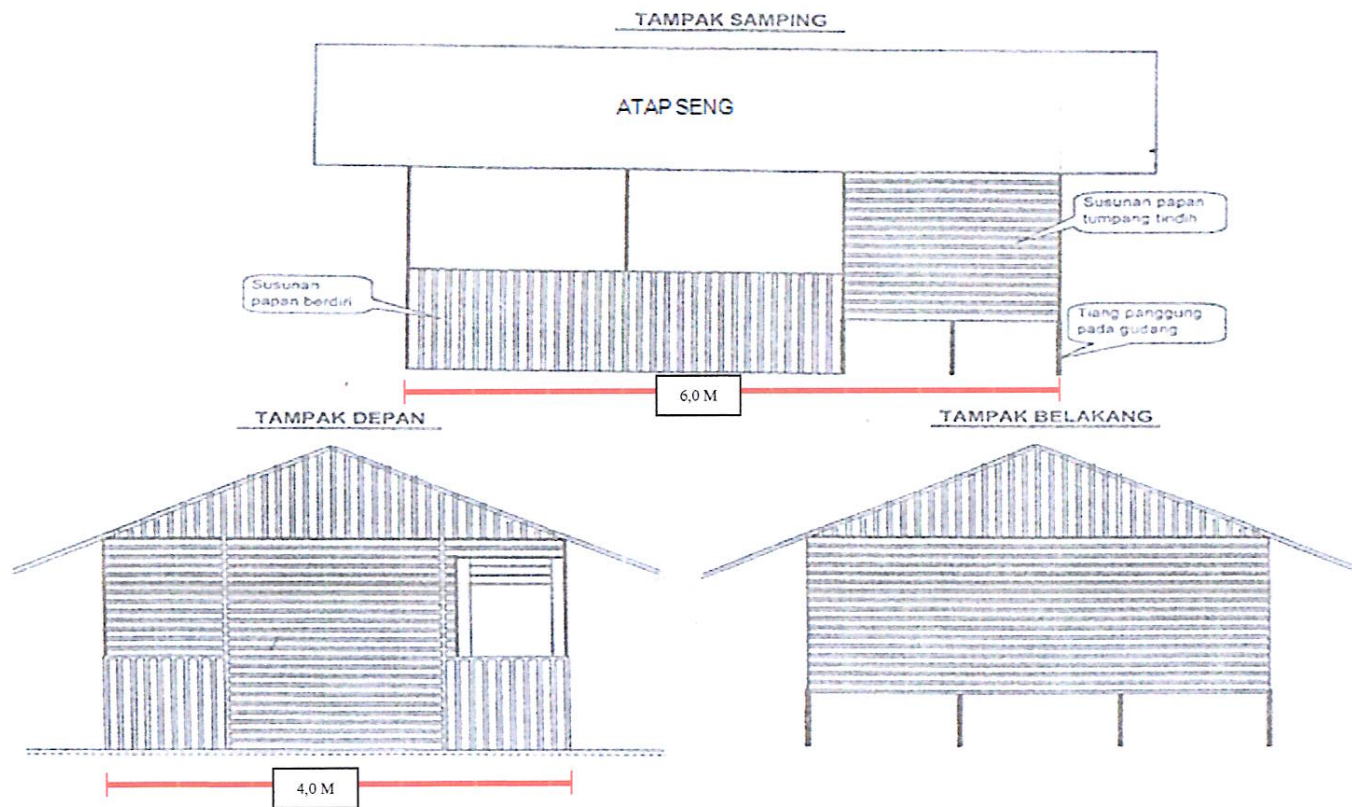 TAMPAK SAMPING
ATAP SENG
Susunan papan
tumpang tindih
Susunan
papan berdiri
Tiang panggung
pada gudang
6,0 M
TAMPAK DEPAN
TAMPAK BELAKANG
4,0 M